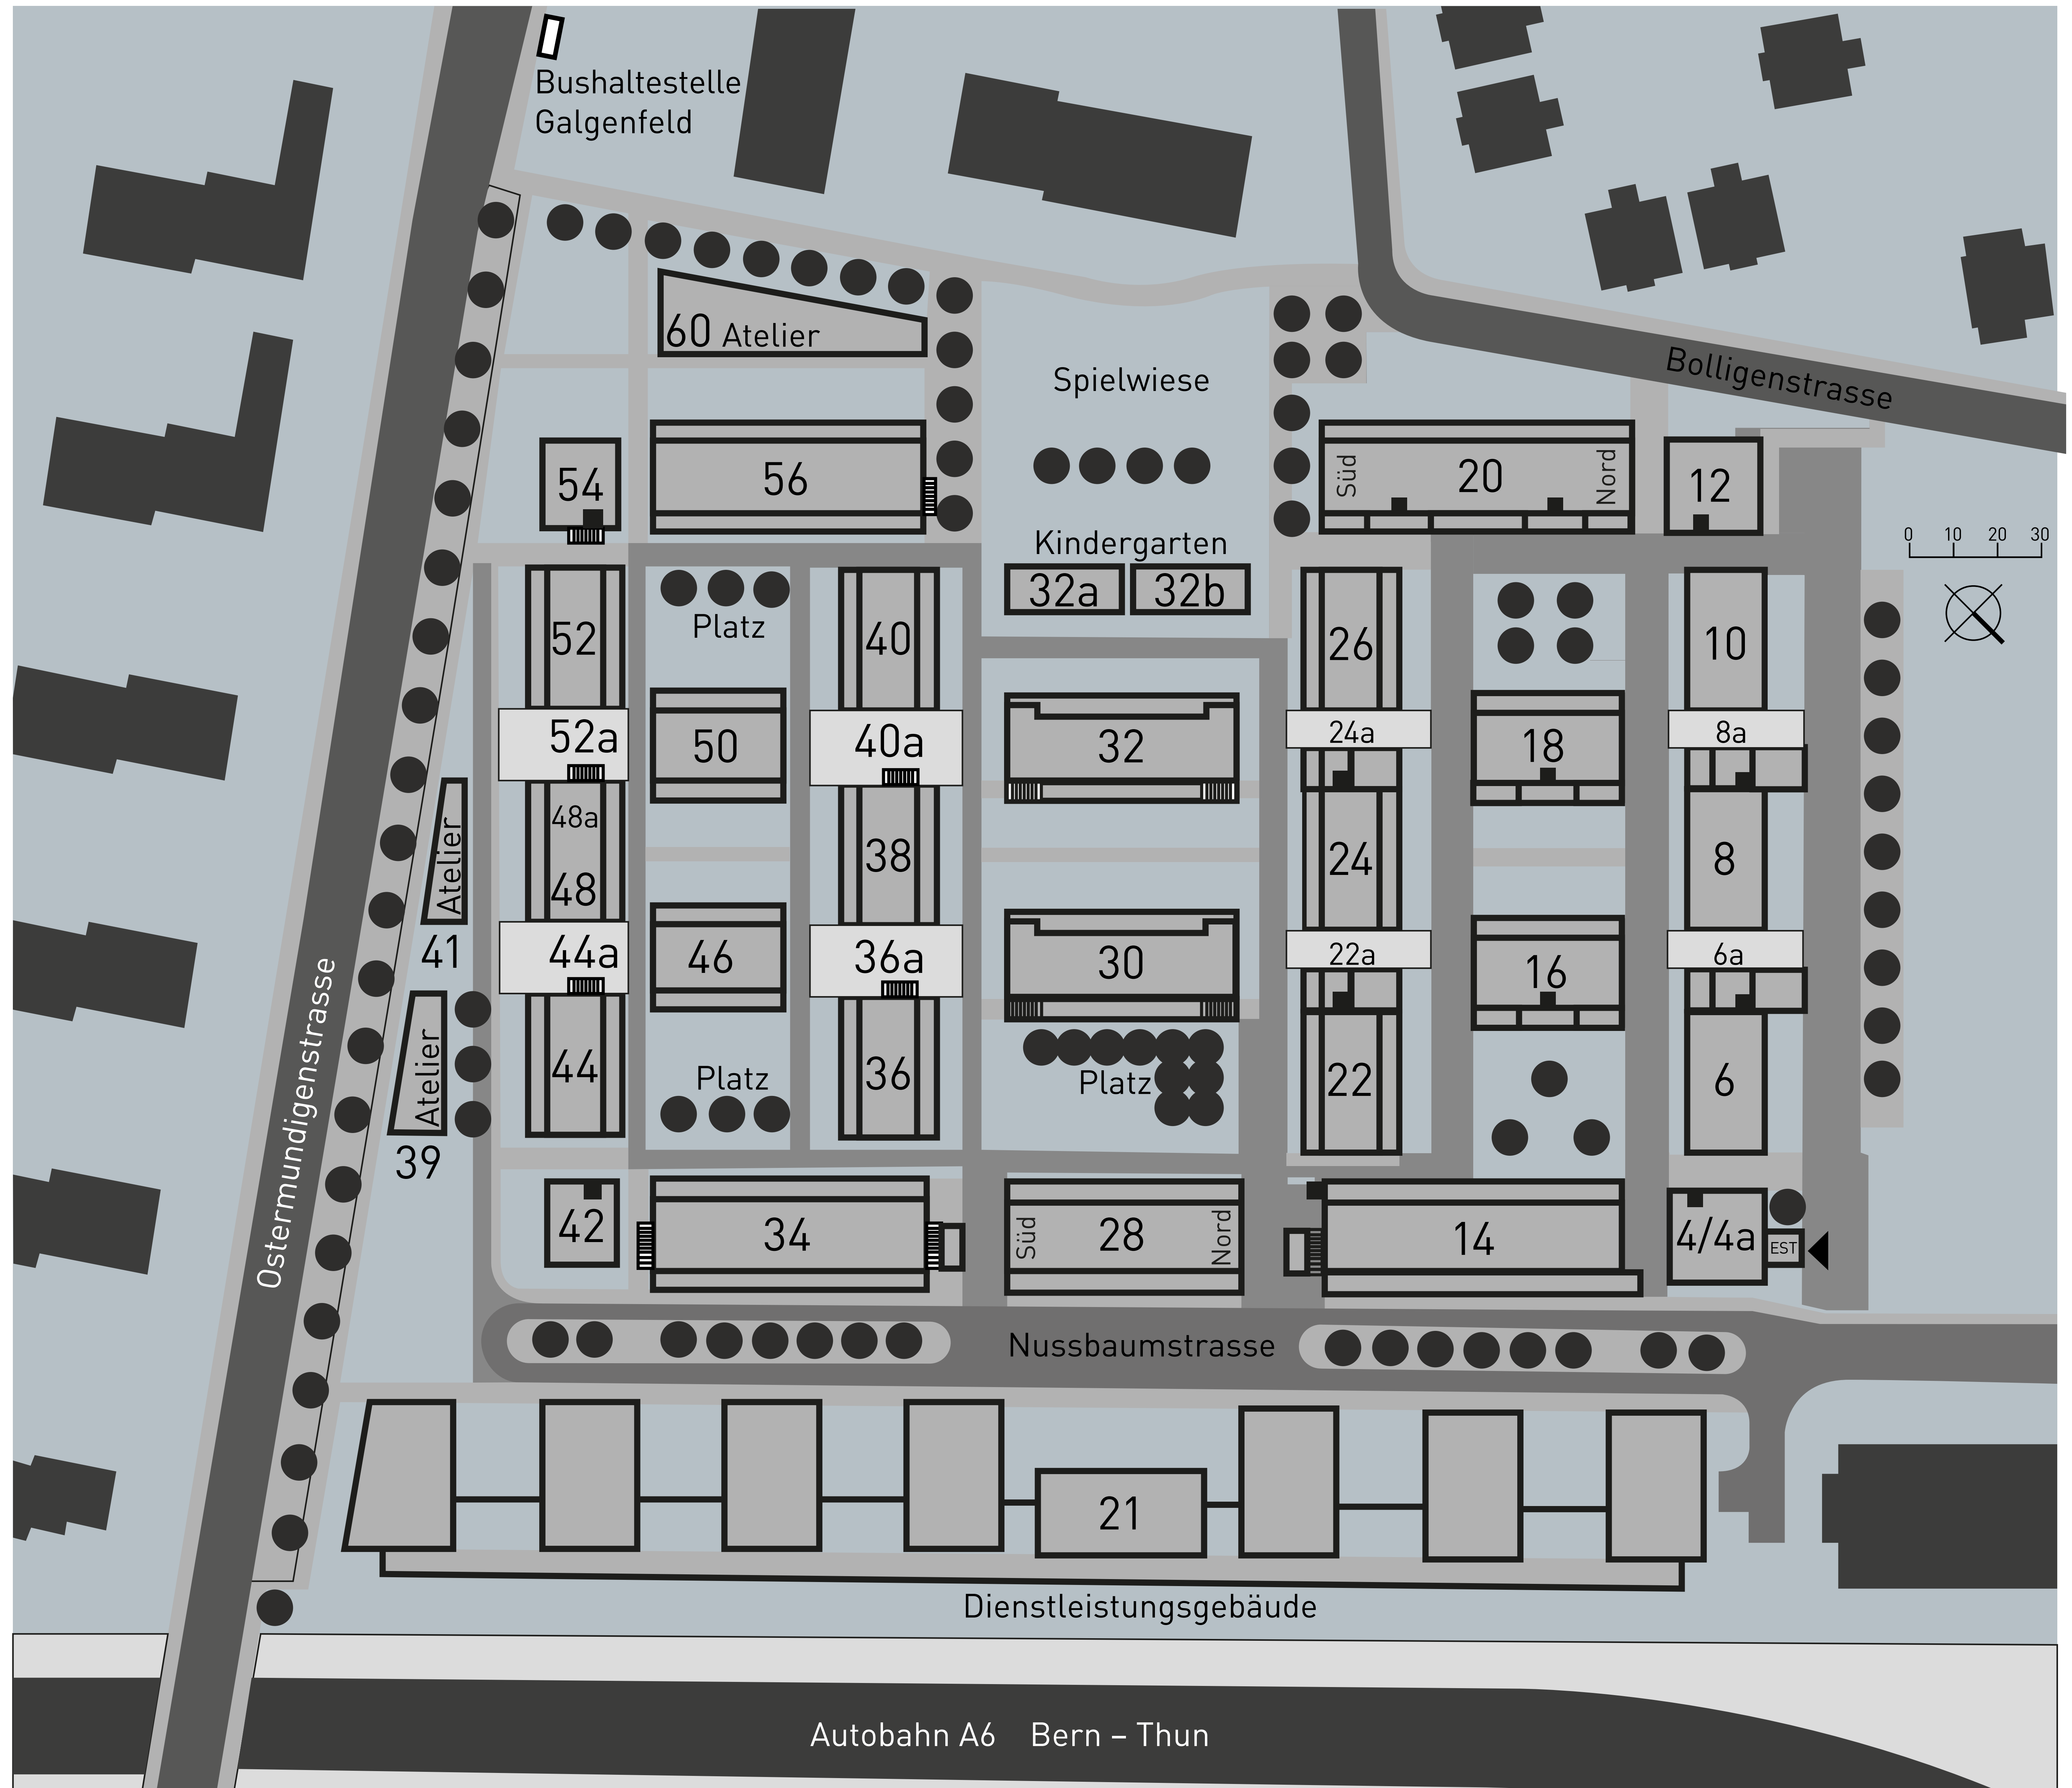 Bushaltestelle
Galgenfeld
60 Atelier
Spielwiese
Bolligenstrasse
54
56
Süd
20
Nord
12
0 10 20 30
Kindergarten
32a
32b
52
Platz
40
26
10
52a
50
40a
32
24a
18
8a
48a
48
38
24
8
Atelier
41
44a
46
36a
30
22a
16
6a
44
Platz
36
Platz
22
6
Atelier
39
Ostermundigenstrasse
42
34
Süd
28
Nord
14
4/4a
EST
Nussbaumstrasse
21
Dienstleistungsgebäude
Autobahn A6 Bern – Thun